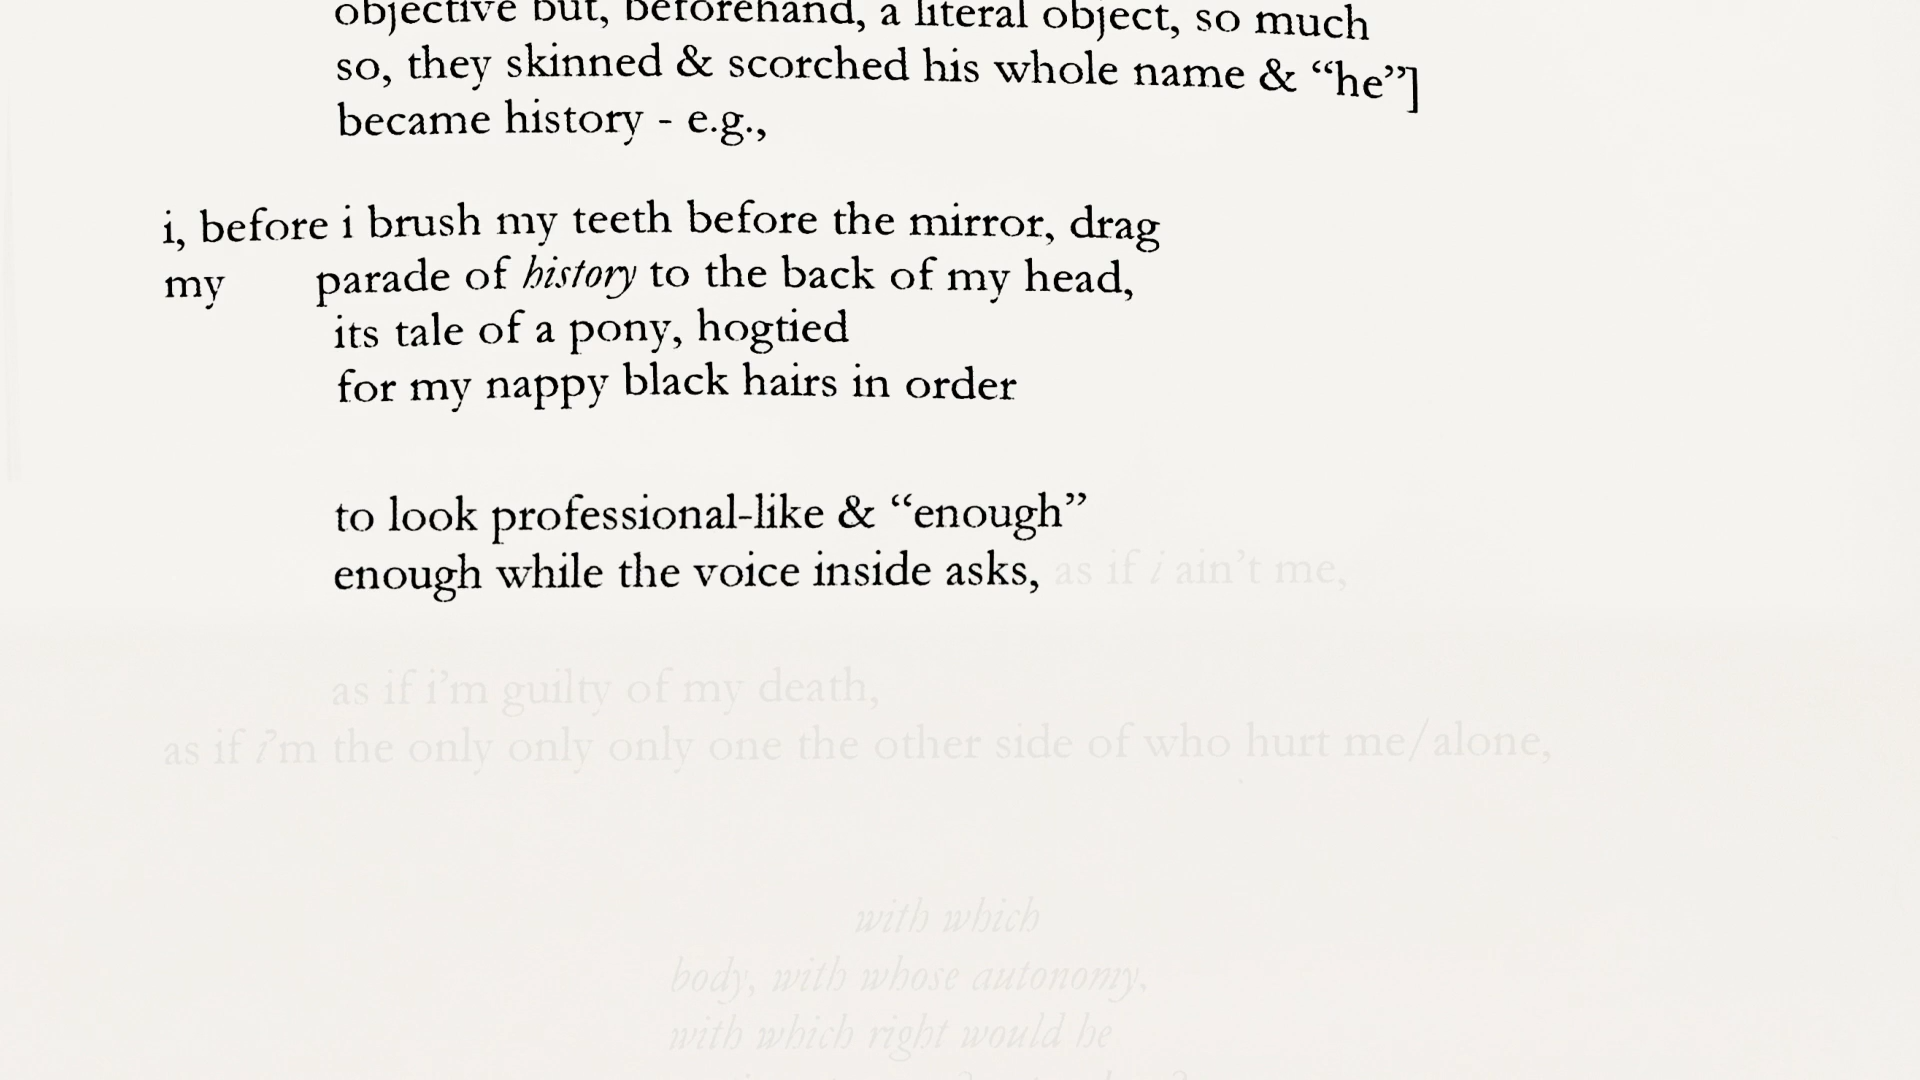 objective but, beforehand, a literal object, so much
so, they skinned & scorched his whole name & “he”]
became history - e.g.,
i, before i brush my teeth before the mirror, drag
my parade of history to the back of my head,
its tale of a pony, hogtied
for my nappy black hairs in order
to look professional-like & “enough”
enough while the voice inside asks, as if i ain’t me,
as if i’m guilty of my death,
as if i’m the only only only one the other side of who hurt me/alone,
with which
body, with whose autonomy,
with which right would he